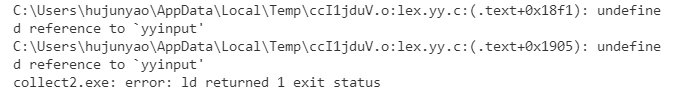 C:\Users\hujunyao\AppData\Local\Temp\ccI1jduV.o:lex.yy.c:(.text+0x18f1): undefine
d reference to `yyinput'
C:\Users\hujunyao\AppData\Local\Temp\ccI1jduV.o:lex.yy.c:(.text+0x1905): undefine
d reference to `yyinput'
collect2.exe: error: ld returned 1 exit status